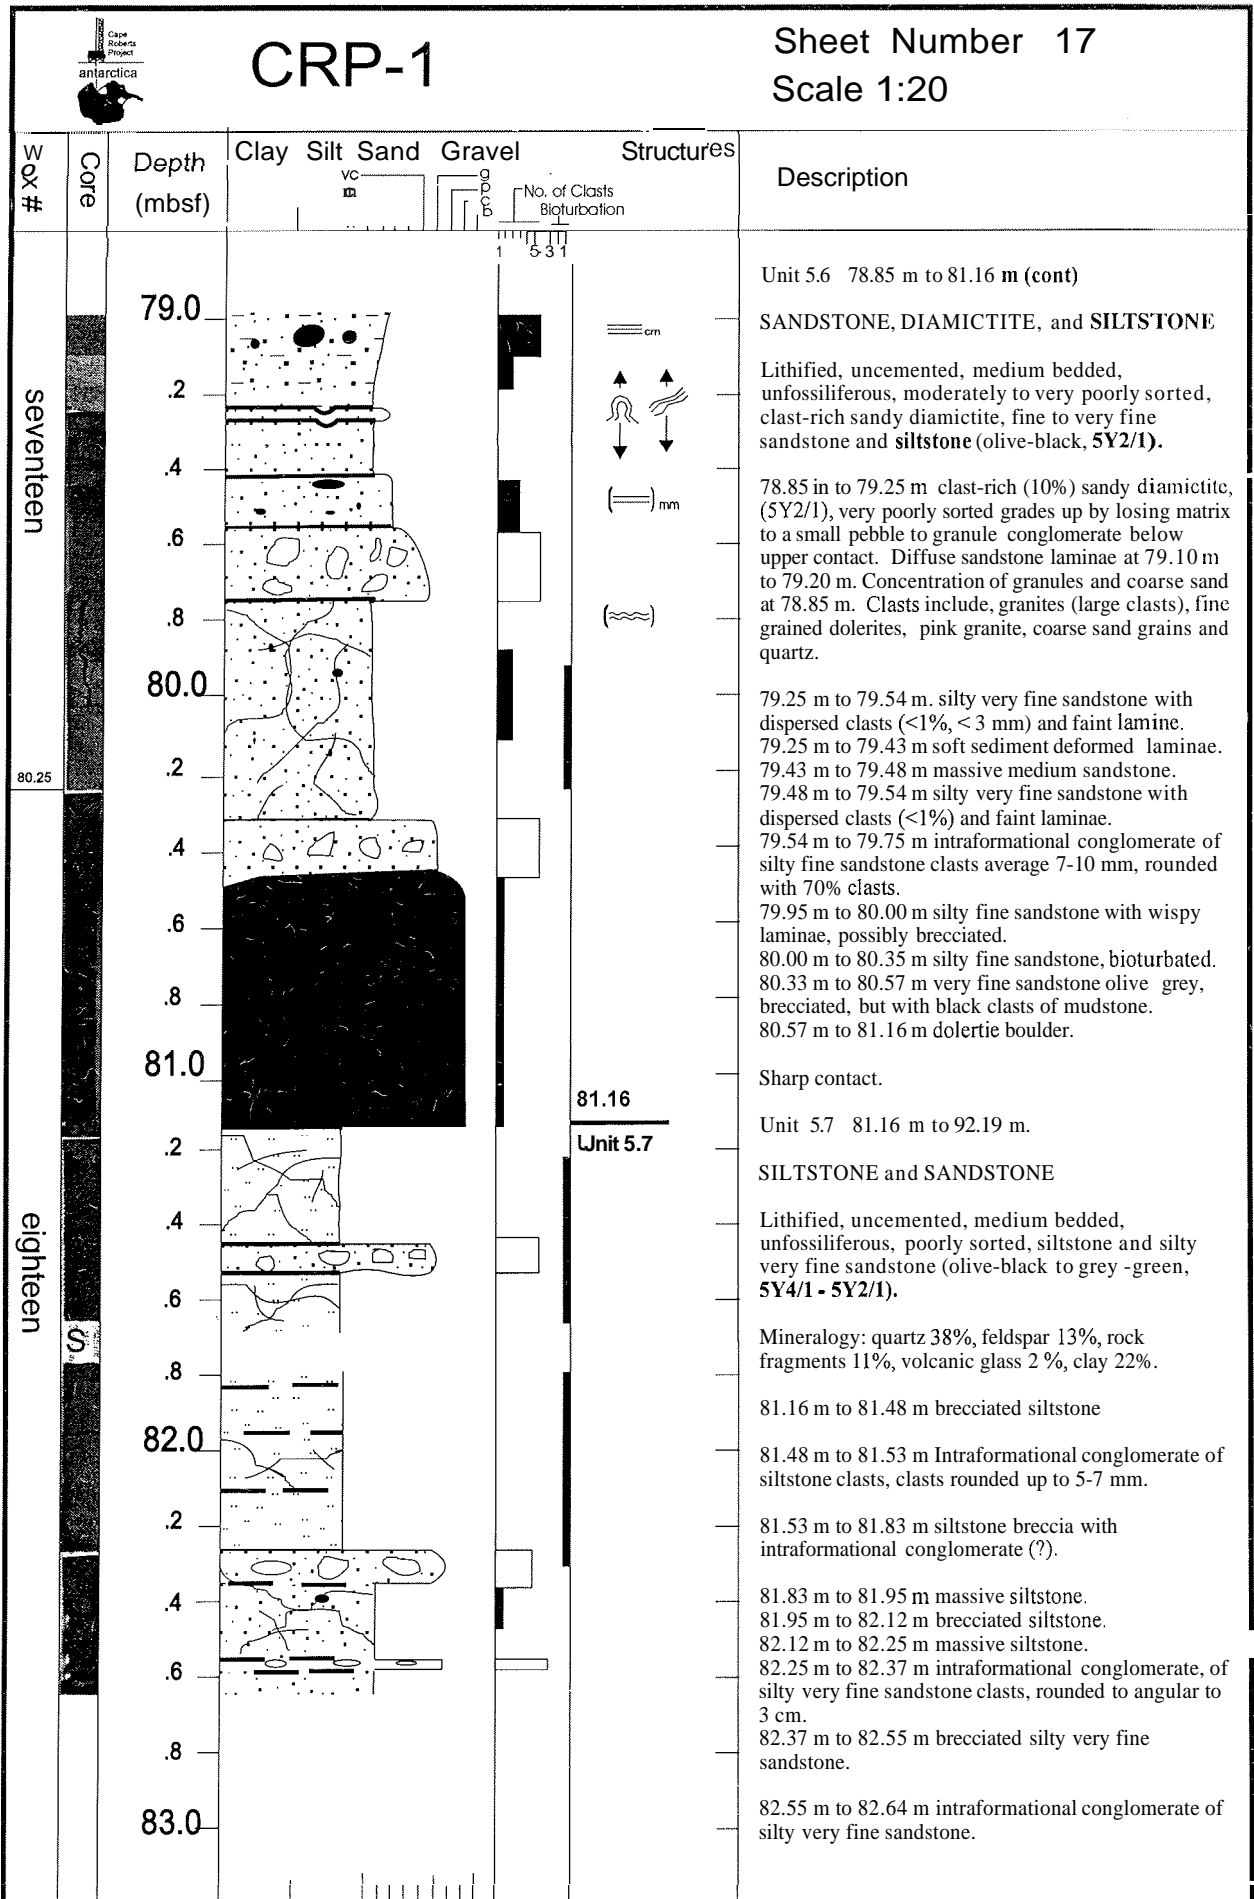 Cape
Roberts
Project
antarctica
CRP-1
Sheet Number 17
Scale 1:20
Wox #
Core
Depth
(mbsf)
Clay Silt Sand Gravel
Structures
Description
vc
m
g
p
c
b
No. of Clasts
Bioturbation
1 5 3 1
79.0
.2
.4
.6
.8
80.0
.2
.4
.6
.8
81.0
.2
.4
.6
.8
82.0
.2
.4
.6
.8
83.0
seventeen
80.25
eighteen
S
cm
mm
81.16
Unit 5.7
Unit 5.6 78.85 m to 81.16 m (cont)
SANDSTONE, DIAMICTITE, and SILTSTONE
Lithified, uncemented, medium bedded,
unfossiliferous, moderately to very poorly sorted,
clast-rich sandy diamictite, fine to very fine
sandstone and siltstone (olive-black, 5Y2/1).
78.85 in to 79.25 m clast-rich (10%) sandy diamictite,
(5Y2/1), very poorly sorted grades up by losing matrix
to a small pebble to granule conglomerate below
upper contact. Diffuse sandstone laminae at 79.10 m
to 79.20 m. Concentration of granules and coarse sand
at 78.85 m. Clasts include, granites (large clasts), fine
grained dolerites, pink granite, coarse sand grains and
quartz.
79.25 m to 79.54 m. silty very fine sandstone with
dispersed clasts (<1%, < 3 mm) and faint lamine.
79.25 m to 79.43 m soft sediment deformed laminae.
79.43 m to 79.48 m massive medium sandstone.
79.48 m to 79.54 m silty very fine sandstone with
dispersed clasts (<1%) and faint laminae.
79.54 m to 79.75 m intraformational conglomerate of
silty fine sandstone clasts average 7-10 mm, rounded
with 70% clasts.
79.95 m to 80.00 m silty fine sandstone with wispy
laminae, possibly brecciated.
80.00 m to 80.35 m silty fine sandstone, bioturbated.
80.33 m to 80.57 m very fine sandstone olive grey,
brecciated, but with black clasts of mudstone.
80.57 m to 81.16 m dolertie boulder.
Sharp contact.
Unit 5.7 81.16 m to 92.19 m.
SILTSTONE and SANDSTONE
Lithified, uncemented, medium bedded,
unfossiliferous, poorly sorted, siltstone and silty
very fine sandstone (olive-black to grey -green,
5Y4/1 - 5Y2/1).
Mineralogy: quartz 38%, feldspar 13%, rock
fragments 11%, volcanic glass 2 %, clay 22%.
81.16 m to 81.48 m brecciated siltstone
81.48 m to 81.53 m Intraformational conglomerate of
siltstone clasts, clasts rounded up to 5-7 mm.
81.53 m to 81.83 m siltstone breccia with
intraformational conglomerate (?).
81.83 m to 81.95 m massive siltstone.
81.95 m to 82.12 m brecciated siltstone.
82.12 m to 82.25 m massive siltstone.
82.25 m to 82.37 m intraformational conglomerate, of
silty very fine sandstone clasts, rounded to angular to
3 cm.
82.37 m to 82.55 m brecciated silty very fine
sandstone.
82.55 m to 82.64 m intraformational conglomerate of
silty very fine sandstone.